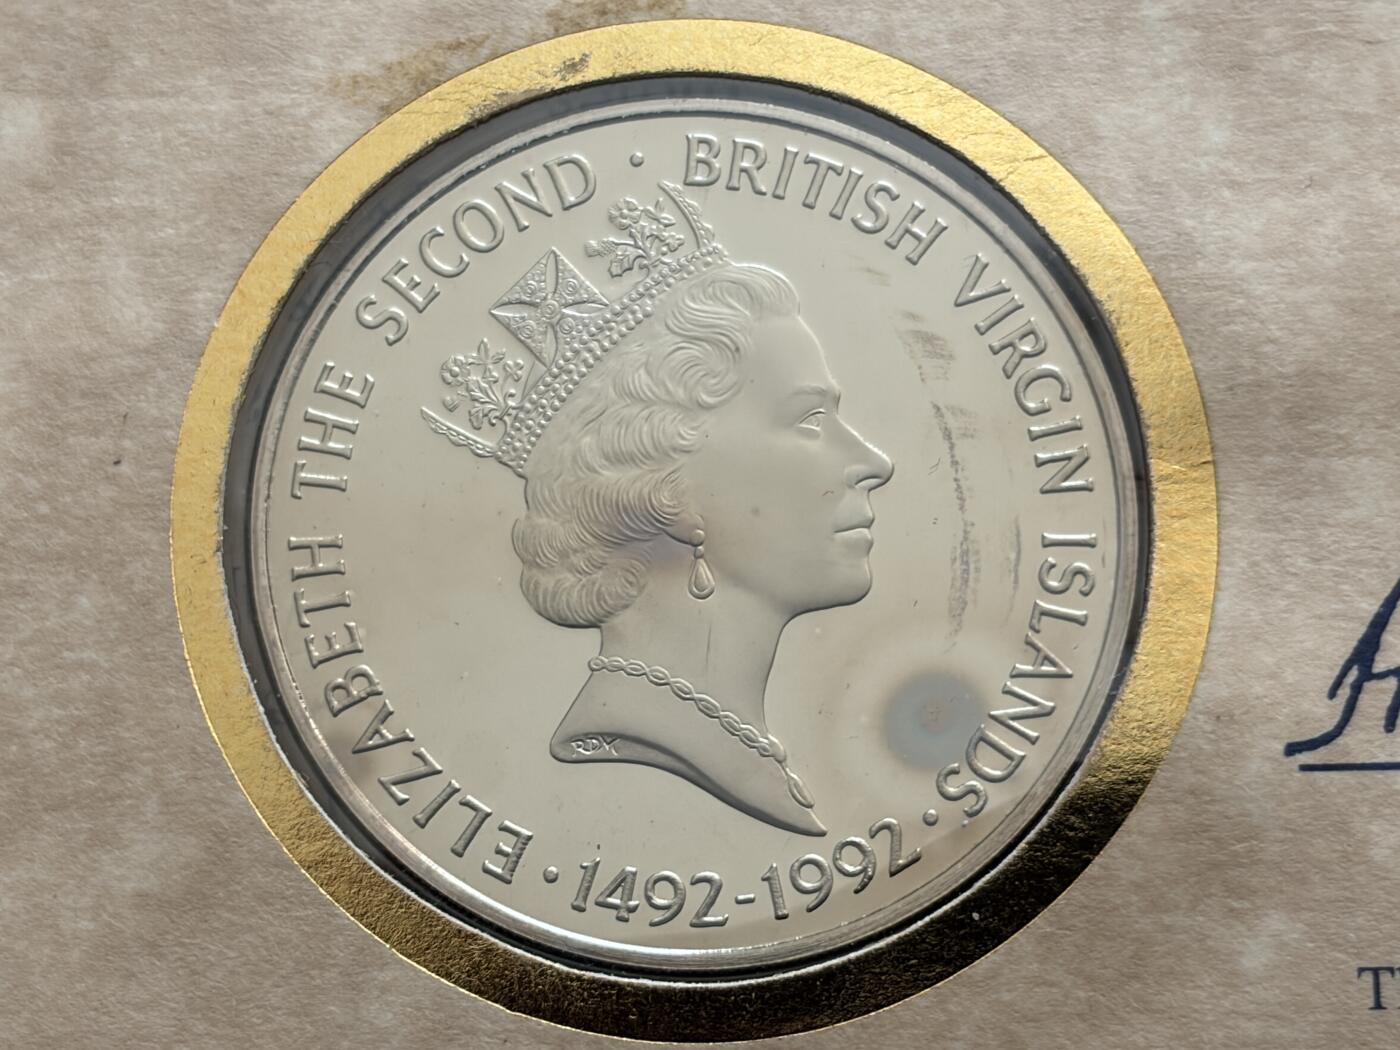 ELIZABETH THE SECOND · BRITISH VIRGIN ISLANDS ·
· 1492-1992
RDM